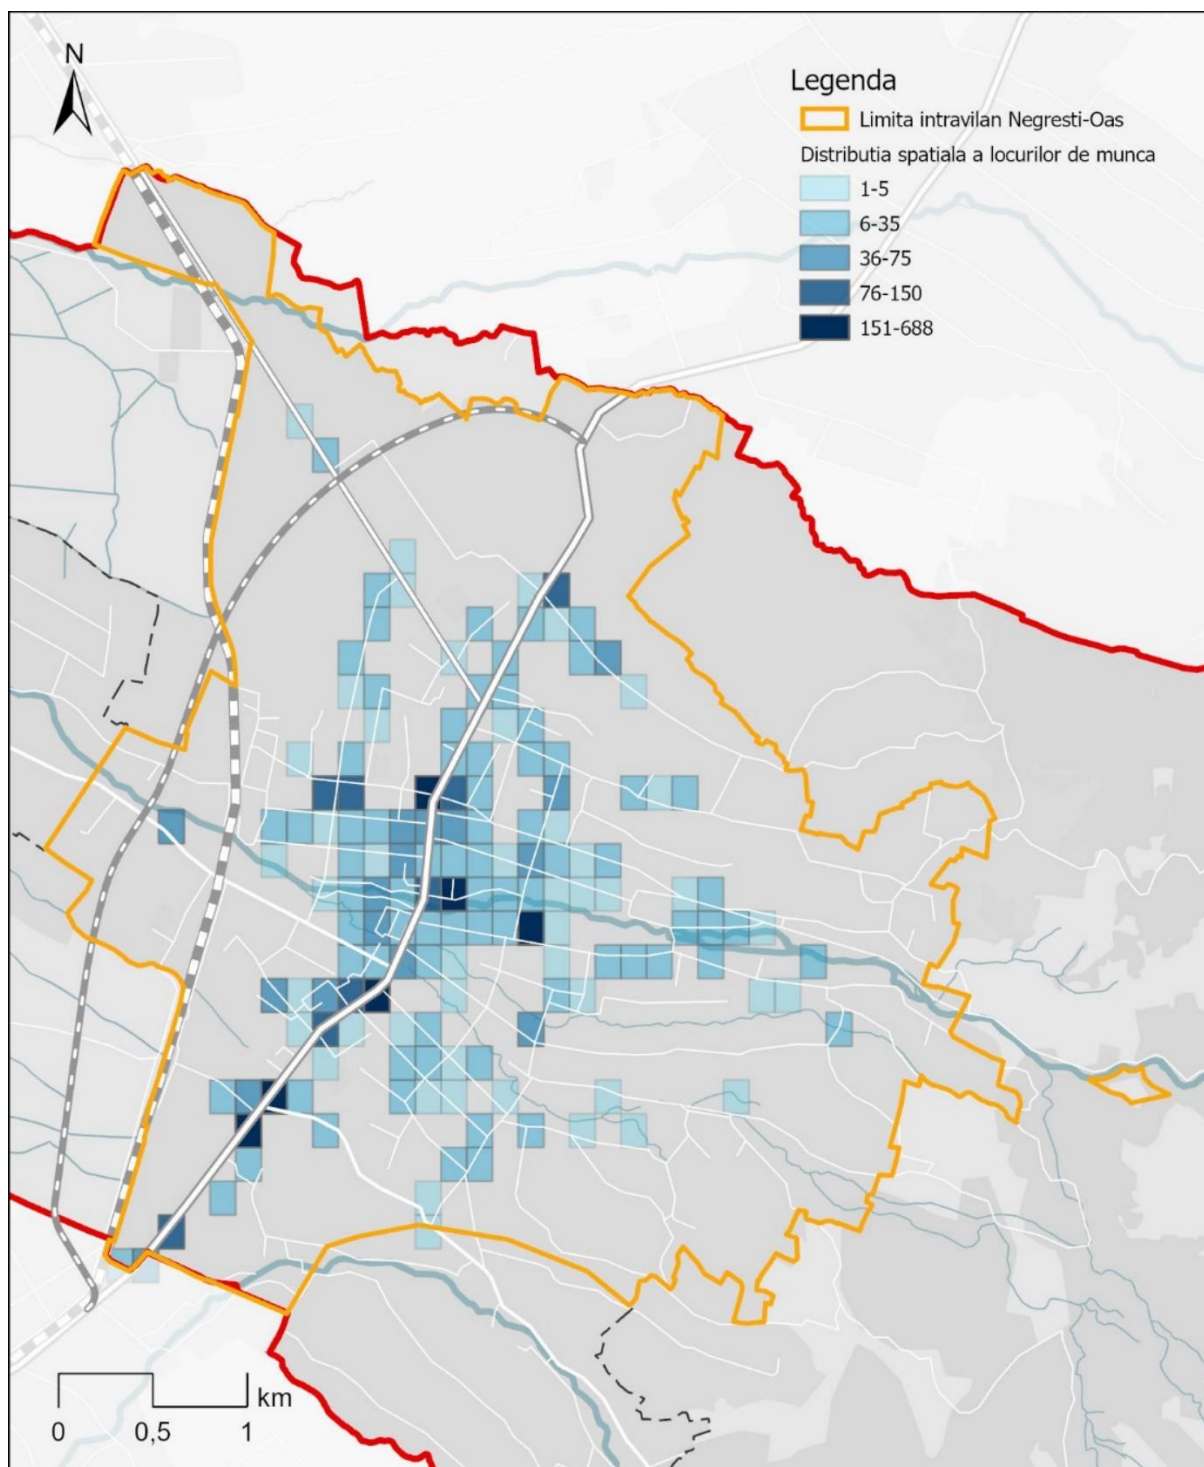 N
Legenda
Limita intravilan Negresti-Oas
Distributia spatiala a locurilor de munca
1-5
6-35
36-75
76-150
151-688
km
0 0,5 1